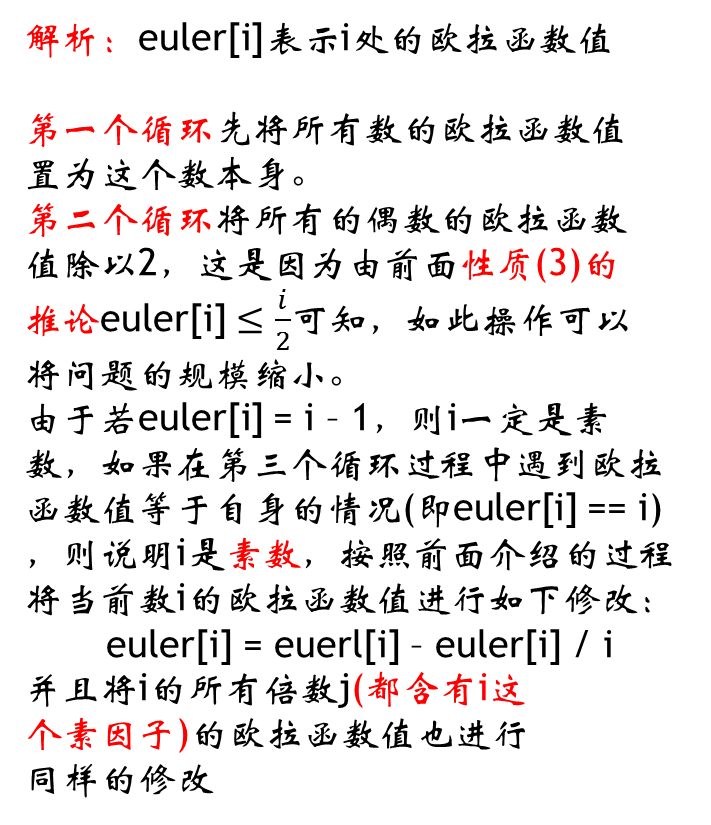 解析：euler[i]表示i处的欧拉函数值
第一个循环先将所有数的欧拉函数值
置为这个数本身。
第二个循环将所有的偶数的欧拉函数
值除以2，这是因为由前面性质(3)的
推论euler[i] ≤ i/2可知，如此操作可以
将问题的规模缩小。
由于若euler[i] = i - 1，则i一定是素
数，如果在第三个循环过程中遇到欧拉
函数值等于自身的情况(即euler[i] == i)
，则说明i是素数，按照前面介绍的过程
将当前数i的欧拉函数值进行如下修改：
euler[i] = euerl[i] - euler[i] / i
并且将i的所有倍数j(都含有i这
个素因子)的欧拉函数值也进行
同样的修改